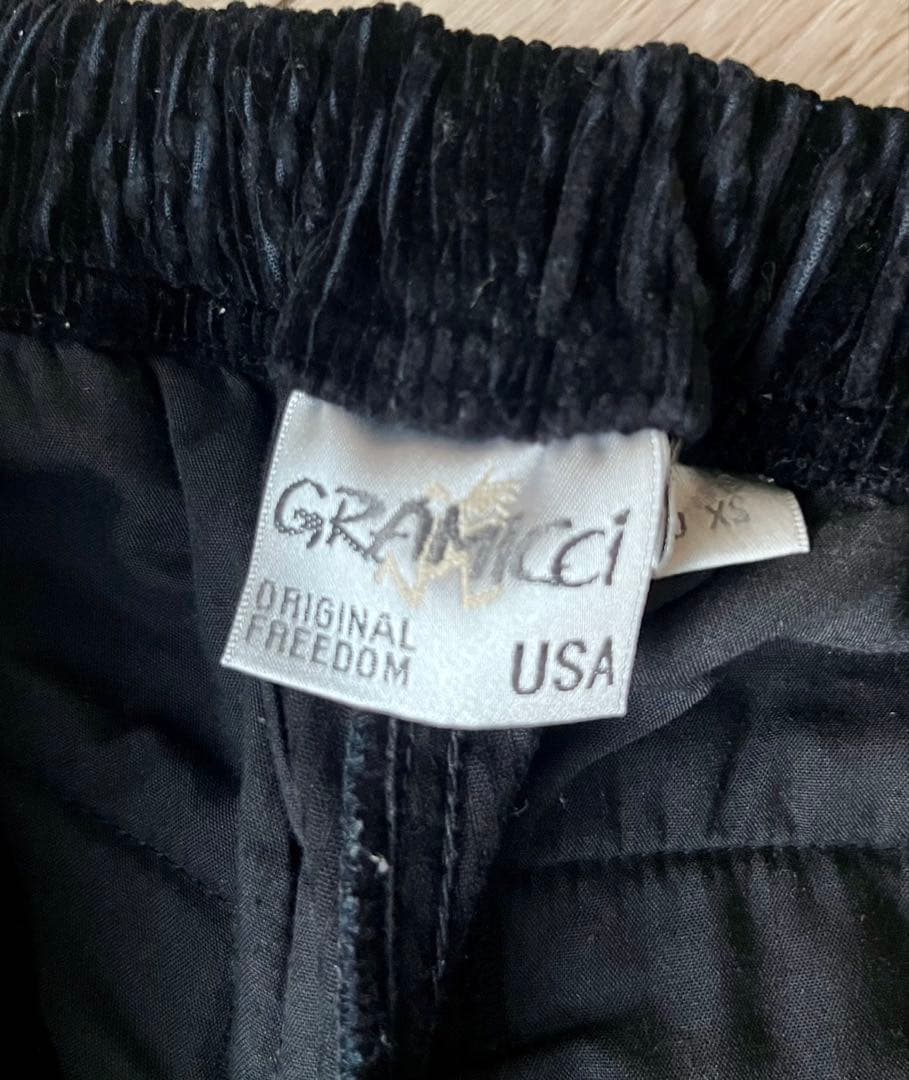 GRAMICCI
ORIGINAL
FREEDOM
USA
XS